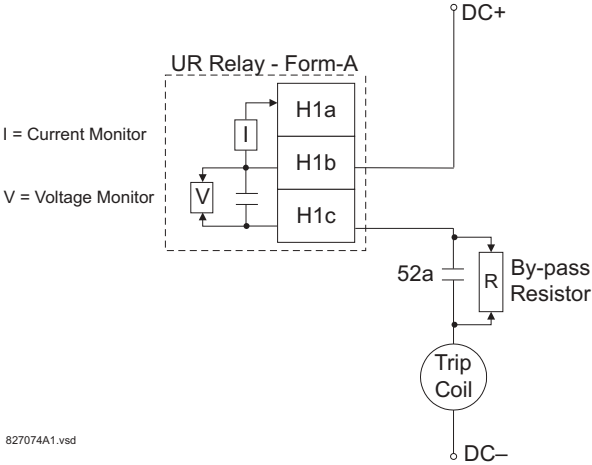 DC+
UR Relay - Form-A
H1a
I = Current Monitor
I
H1b
V = Voltage Monitor
V
H1c
52a
R
By-pass
Resistor
Trip
Coil
827074A1.vsd
DC–